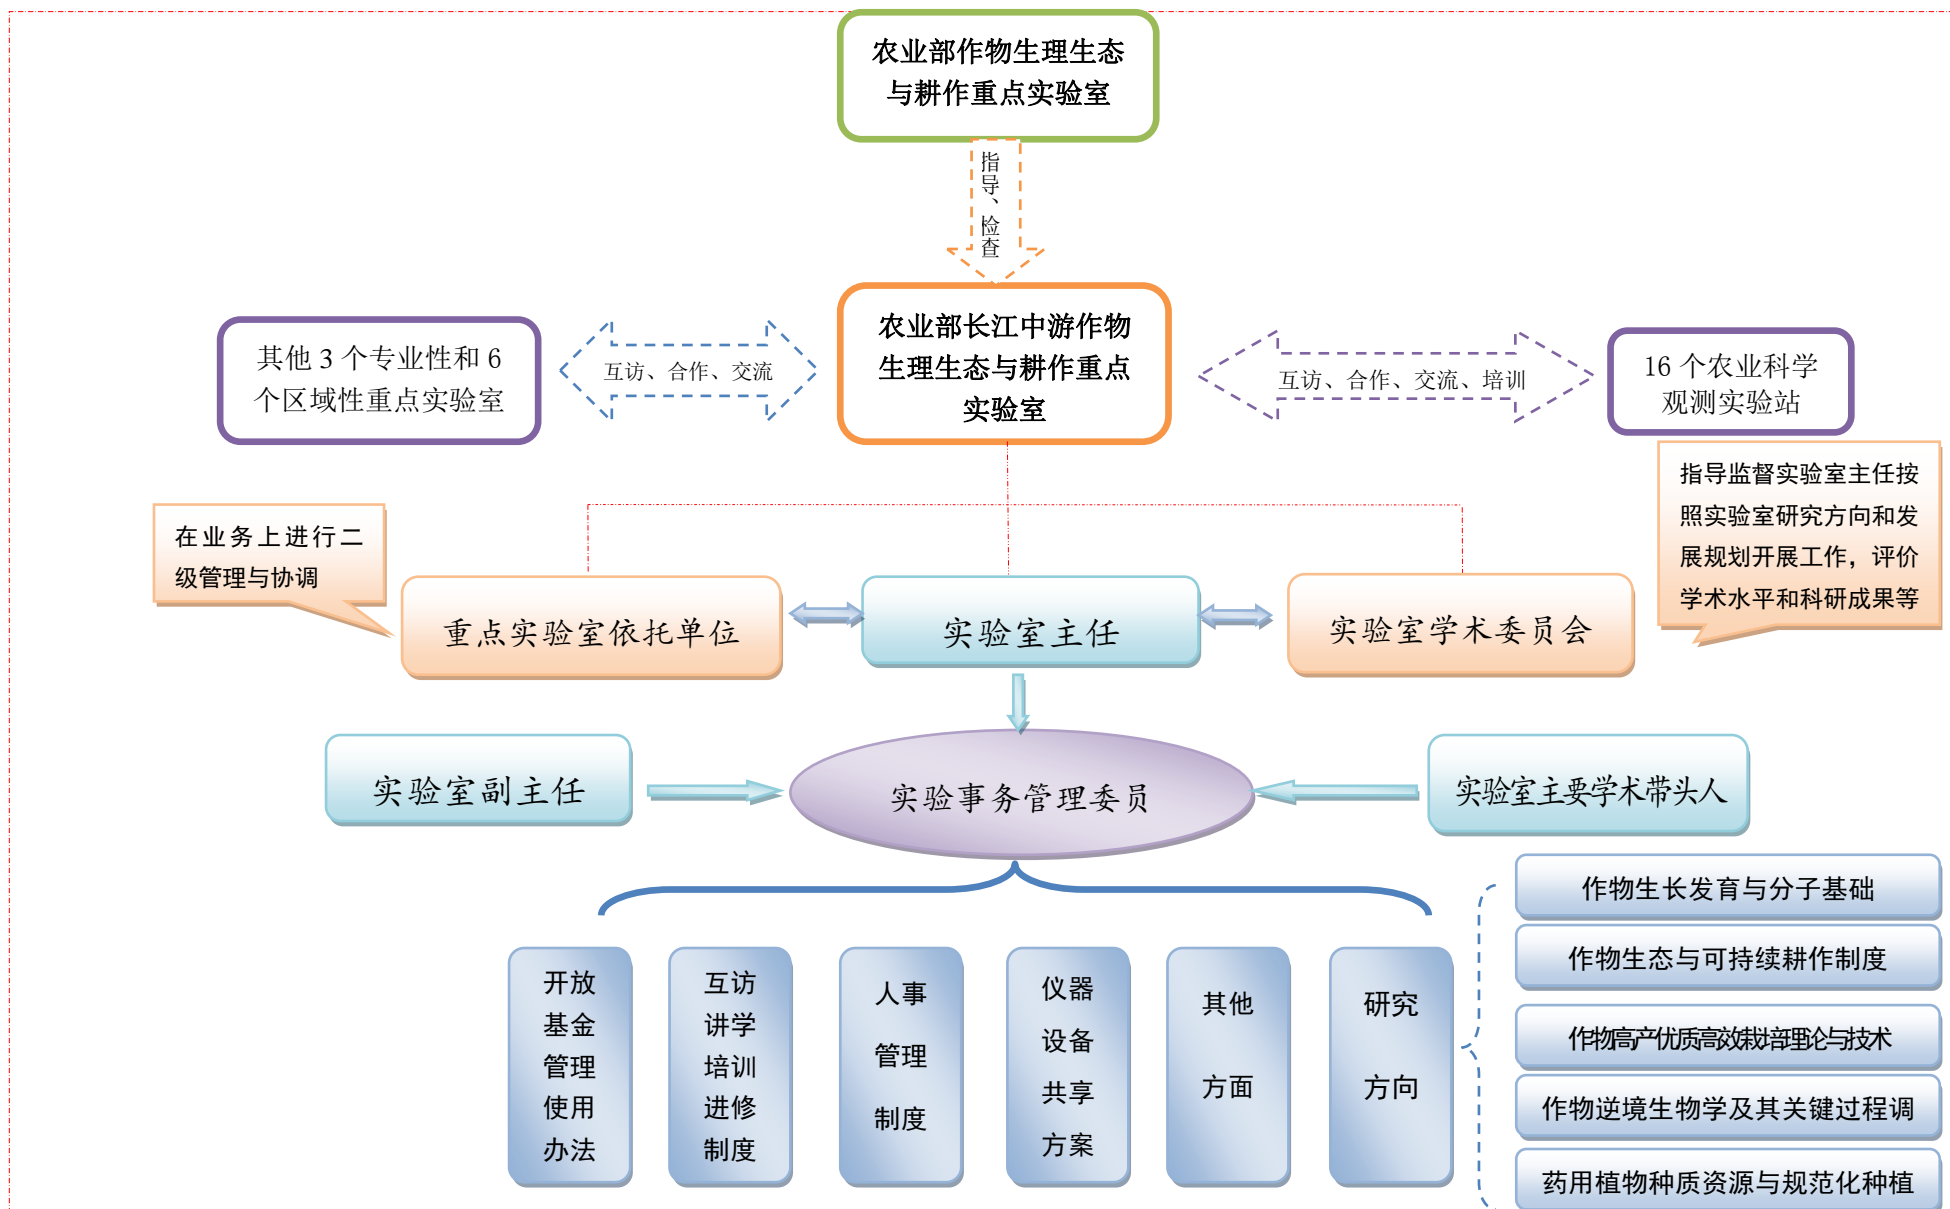 农业部作物生理生态
与耕作重点实验室
指导、检查
其他 3 个专业性和 6
个区域性重点实验室
互访、合作、交流
农业部长江中游作物
生理生态与耕作重点
实验室
互访、合作、交流、培训
16 个农业科学
观测实验站
在业务上进行二
级管理与协调
指导监督实验室主任按
照实验室研究方向和发
展规划开展工作，评价
学术水平和科研成果等
重点实验室依托单位
实验室主任
实验室学术委员会
实验室副主任
实验事务管理委员
实验室主要学术带头人
开放
基金
管理
使用
办法
互访
讲学
培训
进修
制度
人事
管理
制度
仪器
设备
共享
方案
其他
方面
研究
方向
作物生长发育与分子基础
作物生态与可持续耕作制度
作物高产优质高效栽培理论与技术
作物逆境生物学及其关键过程调
药用植物种质资源与规范化种植